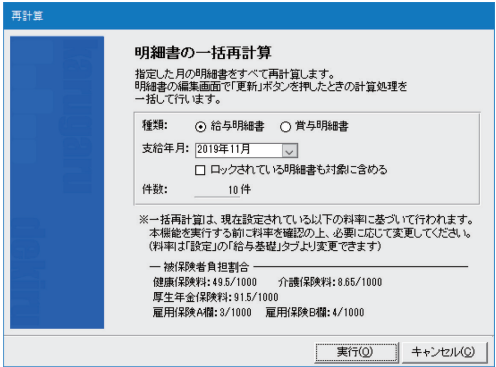 再計算
明細書の一括再計算
指定した月の明細書をすべて再計算します。
明細書の編集画面で「更新」ボタンを押したときの計算処理を
一括して行います。
種類: 給与明細書 賞与明細書
支給年月: 2019年11月
ロックされている明細書も対象に含める
件数: 10件
※一括再計算は、現在設定されている以下の料率に基づいて行われます。
本機能を実行する前に料率を確認の上、必要に応じて変更してください。
(料率は「設定」の「給与基礎」タブより変更できます)
被保険者負担割合
健康保険料: 49.5/1000 介護保険料: 8.65/1000
厚生年金保険料: 91.5/1000
雇用保険A欄: 3/1000 雇用保険B欄: 4/1000
実行(O) キャンセル(C)